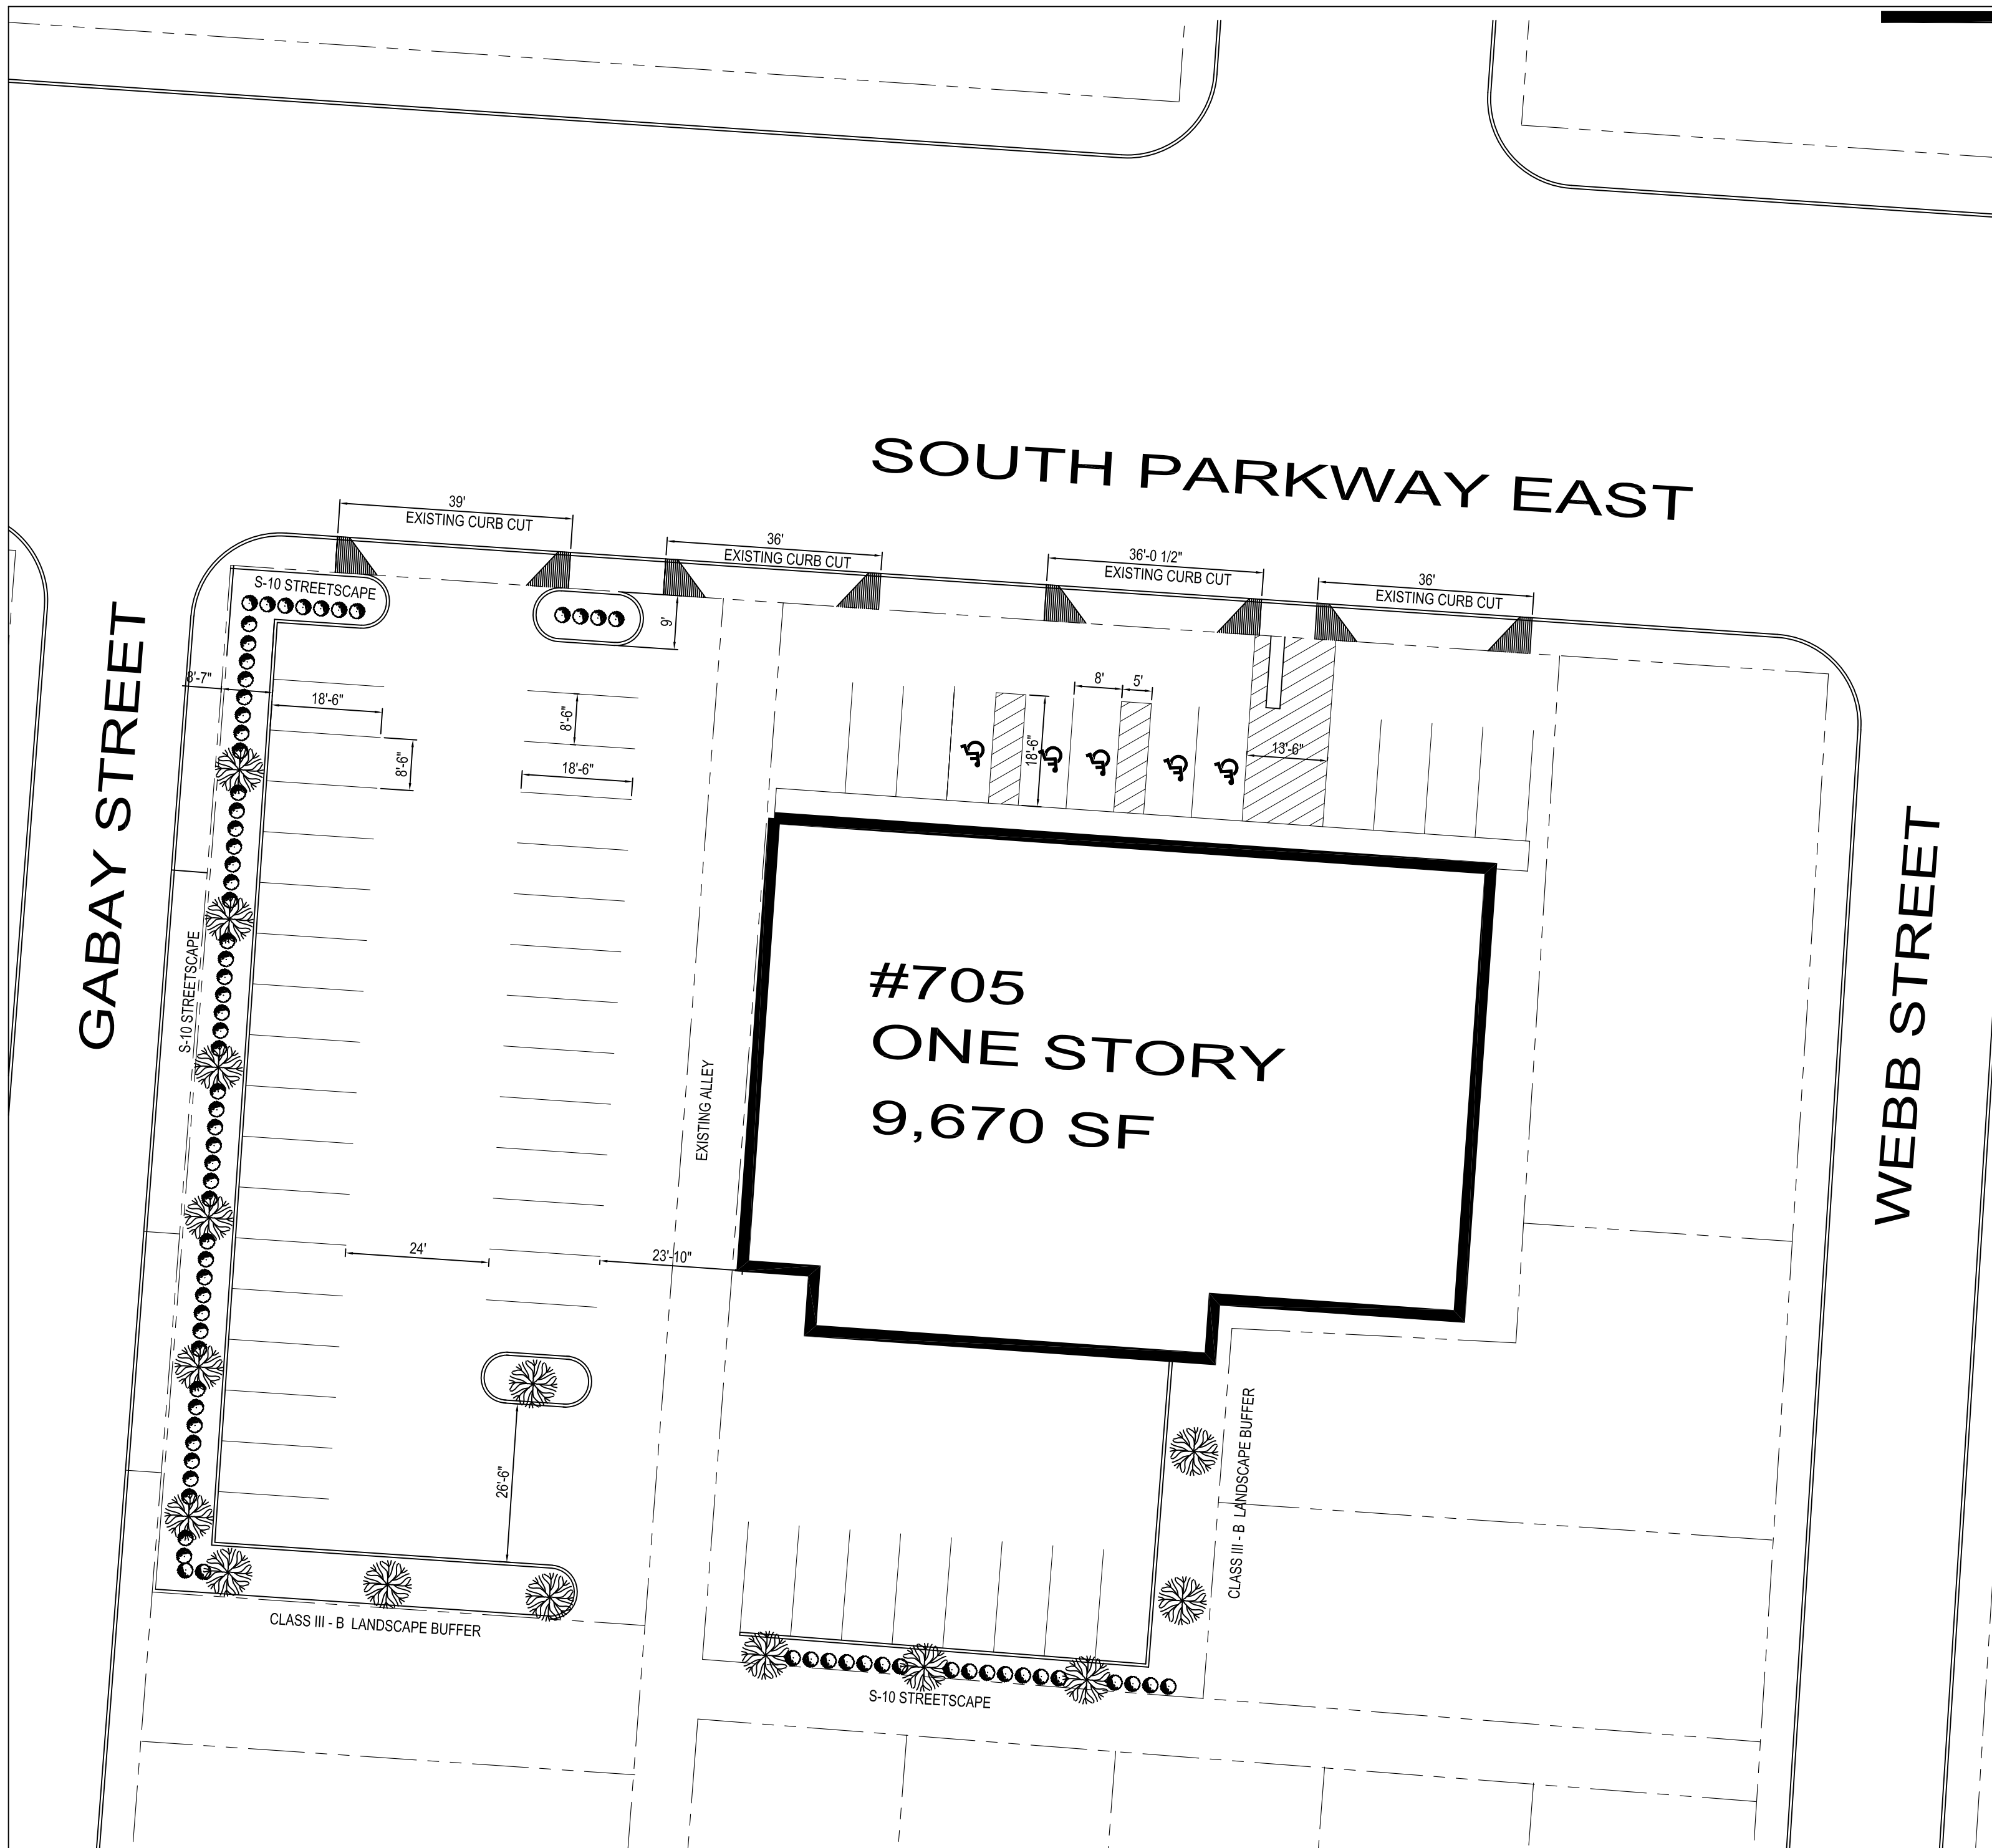 SOUTH PARKWAY EAST
39'
EXISTING CURB CUT
36'
EXISTING CURB CUT
36'-0 1/2"
EXISTING CURB CUT
36'
EXISTING CURB CUT
S-10 STREETSCAPE
9'
GABAY STREET
8'-7"
18'-6"
8'-6"
8'-6"
18'-6"
8'
5'
18'-6"
13'-6"
WEBB STREET
S-10 STREETSCAPE
EXISTING ALLEY
#705
ONE STORY
9,670 SF
24'
23'-10"
26'-6"
CLASS III - B LANDSCAPE BUFFER
CLASS III - B LANDSCAPE BUFFER
S-10 STREETSCAPE